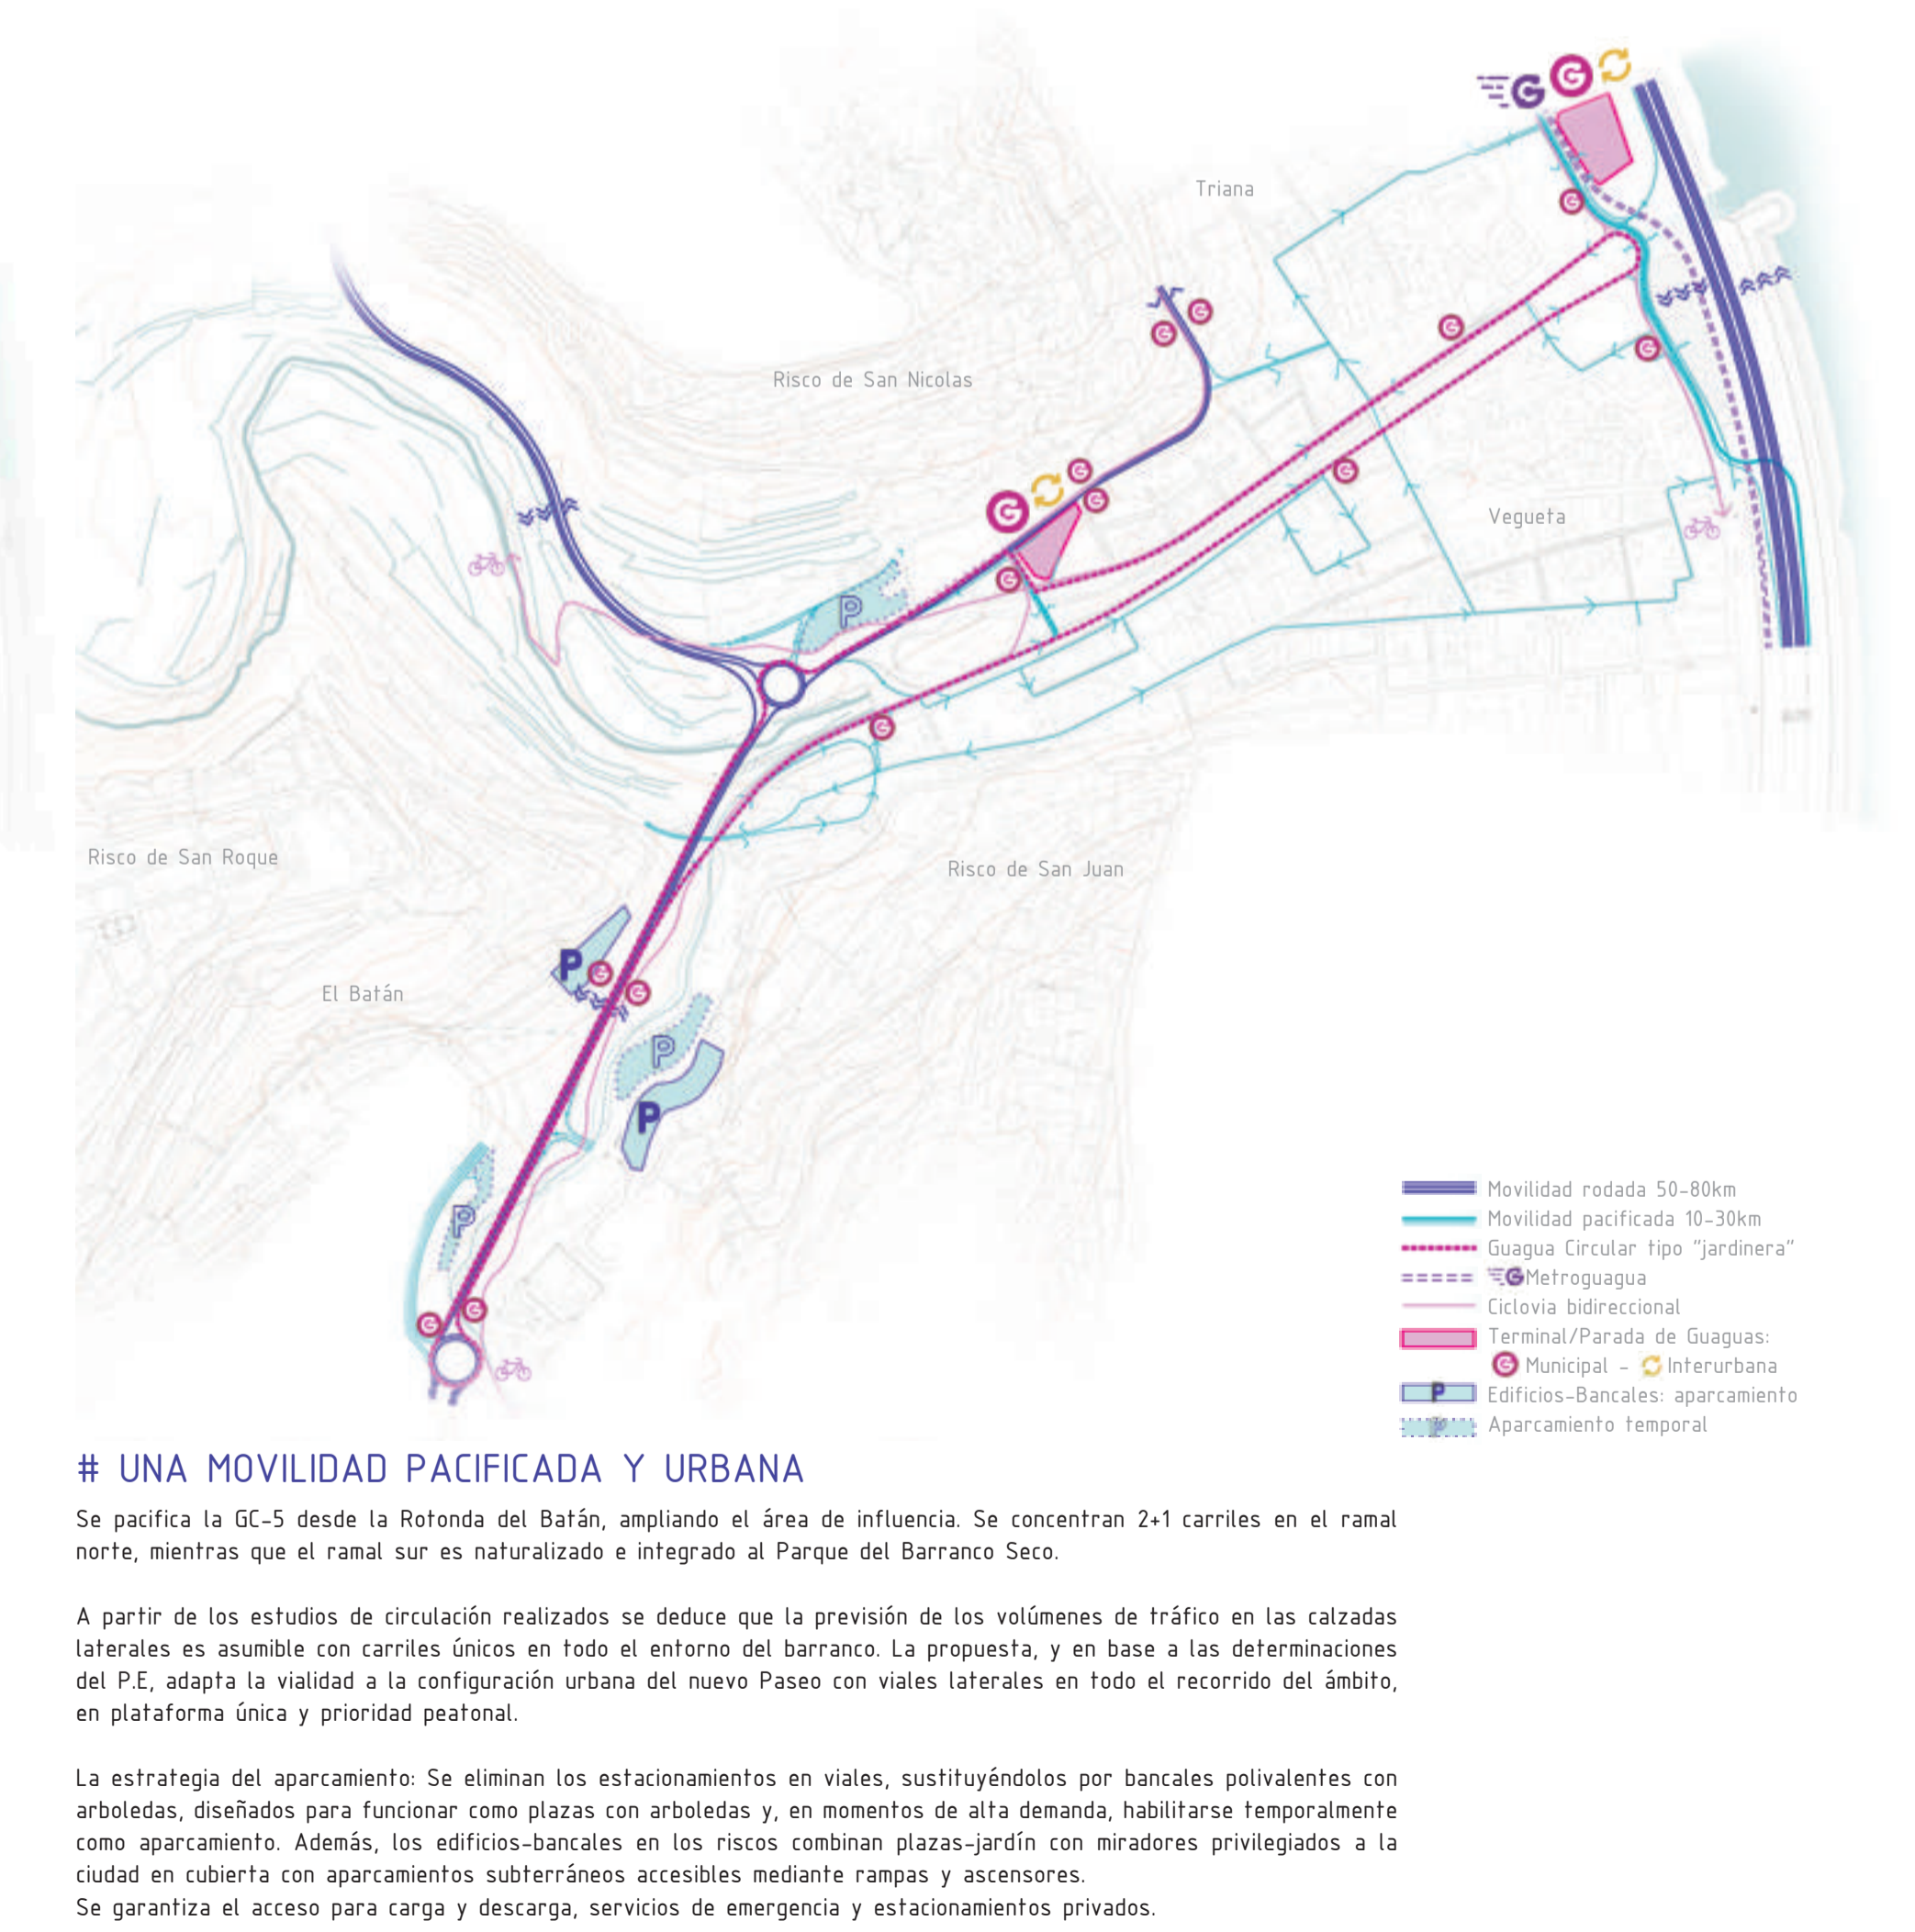 Triana
Risco de San Nicolas
Vegueta
P
Risco de San Roque
Risco de San Juan
P
El Batán
P
P
P
Movilidad rodada 50-80km
Movilidad pacificada 10-30km
Guagua Circular tipo "jardinera"
Metroguagua
Ciclovia bidireccional
Terminal/Parada de Guaguas:
Municipal - Interurbana
P Edificios-Bancales: aparcamiento
P Aparcamiento temporal
# UNA MOVILIDAD PACIFICADA Y URBANA
Se pacifica la GC-5 desde la Rotonda del Batán, ampliando el área de influencia. Se concentran 2+1 carriles en el ramal
norte, mientras que el ramal sur es naturalizado e integrado al Parque del Barranco Seco.
A partir de los estudios de circulación realizados se deduce que la previsión de los volúmenes de tráfico en las calzadas
laterales es asumible con carriles únicos en todo el entorno del barranco. La propuesta, y en base a las determinaciones
del P.E, adapta la vialidad a la configuración urbana del nuevo Paseo con viales laterales en todo el recorrido del ámbito,
en plataforma única y prioridad peatonal.
La estrategia del aparcamiento: Se eliminan los estacionamientos en viales, sustituyéndolos por bancales polivalentes con
arboledas, diseñados para funcionar como plazas con arboledas y, en momentos de alta demanda, habilitarse temporalmente
como aparcamiento. Además, los edificios-bancales en los riscos combinan plazas-jardín con miradores privilegiados a la
ciudad en cubierta con aparcamientos subterráneos accesibles mediante rampas y ascensores.
Se garantiza el acceso para carga y descarga, servicios de emergencia y estacionamientos privados.